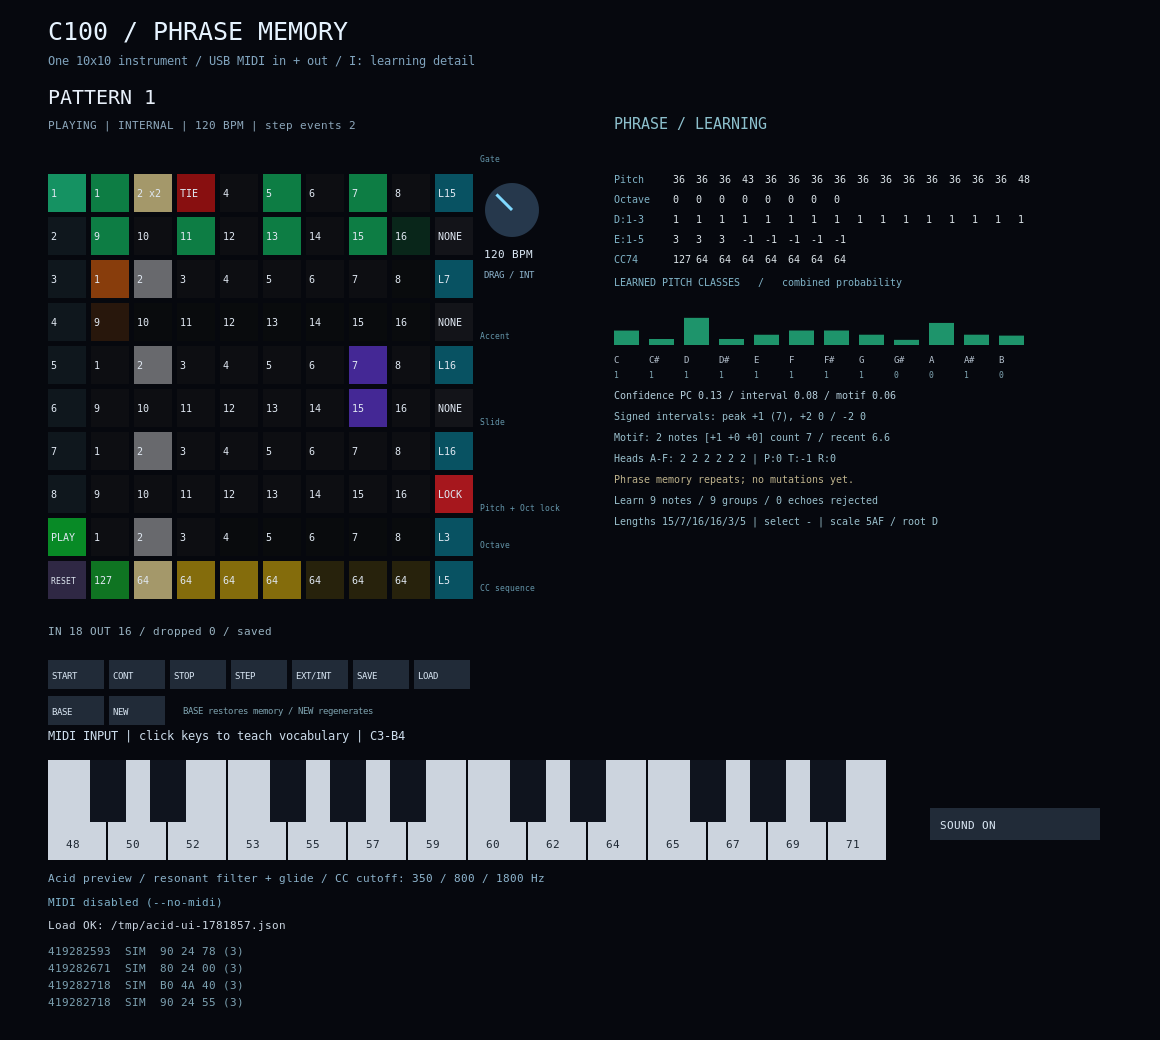 C100 / PHRASE MEMORY
One 10x10 instrument / USB MIDI in + out / I: learning detail
PATTERN 1
PLAYING | INTERNAL | 120 BPM | step events 2
Gate
1 1 2 x2 TIE 4 5 6 7 8 L15
2 9 10 11 12 13 14 15 16 NONE
120 BPM
DRAG / INT
3 1 2 3 4 5 6 7 8 L7
4 9 10 11 12 13 14 15 16 NONE
Accent
5 1 2 3 4 5 6 7 8 L16
6 9 10 11 12 13 14 15 16 NONE
Slide
7 1 2 3 4 5 6 7 8 L16
8 9 10 11 12 13 14 15 16 LOCK
Pitch + Oct lock
PLAY 1 2 3 4 5 6 7 8 L3
Octave
RESET 127 64 64 64 64 64 64 64 L5
CC sequence
PHRASE / LEARNING
Pitch 36 36 36 43 36 36 36 36 36 36 36 36 36 36 36 48
Octave 0 0 0 0 0 0 0 0
D:1-3 1 1 1 1 1 1 1 1 1 1 1 1 1 1 1 1
E:1-5 3 3 3 -1 -1 -1 -1 -1
CC74 127 64 64 64 64 64 64 64
LEARNED PITCH CLASSES / combined probability
C C# D D# E F F# G G# A A# B
1 1 1 1 1 1 1 1 0 0 1 0
Confidence PC 0.13 / interval 0.08 / motif 0.06
Signed intervals: peak +1 (7), +2 0 / -2 0
Motif: 2 notes [+1 +0 +0] count 7 / recent 6.6
Heads A-F: 2 2 2 2 2 2 | P:0 T:-1 R:0
Phrase memory repeats; no mutations yet.
Learn 9 notes / 9 groups / 0 echoes rejected
Lengths 15/7/16/16/3/5 | select - | scale 5AF / root D
IN 18 OUT 16 / dropped 0 / saved
START CONT STOP STEP EXT/INT SAVE LOAD
BASE NEW BASE restores memory / NEW regenerates
MIDI INPUT | click keys to teach vocabulary | C3-B4
48 50 52 53 55 57 59 60 62 64 65 67 69 71
SOUND ON
Acid preview / resonant filter + glide / CC cutoff: 350 / 800 / 1800 Hz
MIDI disabled (--no-midi)
Load OK: /tmp/acid-ui-1781857.json
419282593 SIM 90 24 78 (3)
419282671 SIM 80 24 00 (3)
419282718 SIM B0 4A 40 (3)
419282718 SIM 90 24 55 (3)